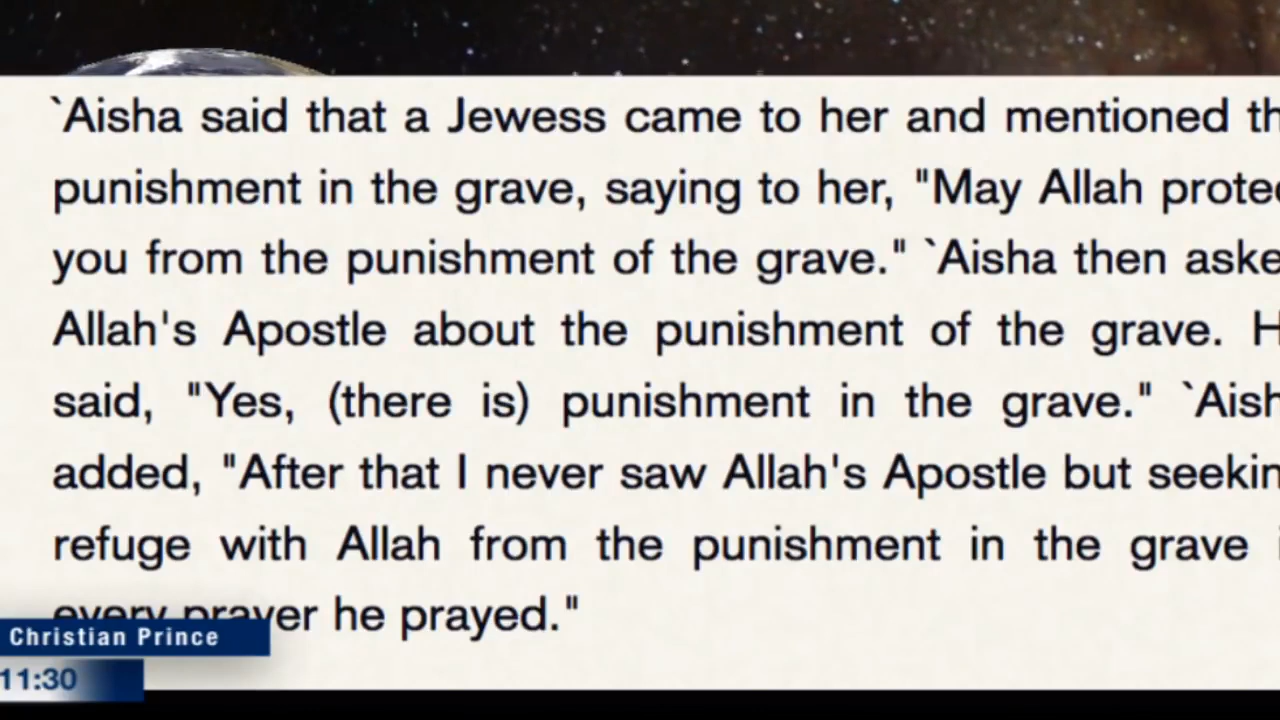 `Aisha said that a Jewess came to her and mentioned th
punishment in the grave, saying to her, "May Allah protec
you from the punishment of the grave." `Aisha then aske
Allah's Apostle about the punishment of the grave. H
said, "Yes, (there is) punishment in the grave." `Aish
added, "After that I never saw Allah's Apostle but seekin
refuge with Allah from the punishment in the grave i
every prayer he prayed."
Christian Prince
11:30